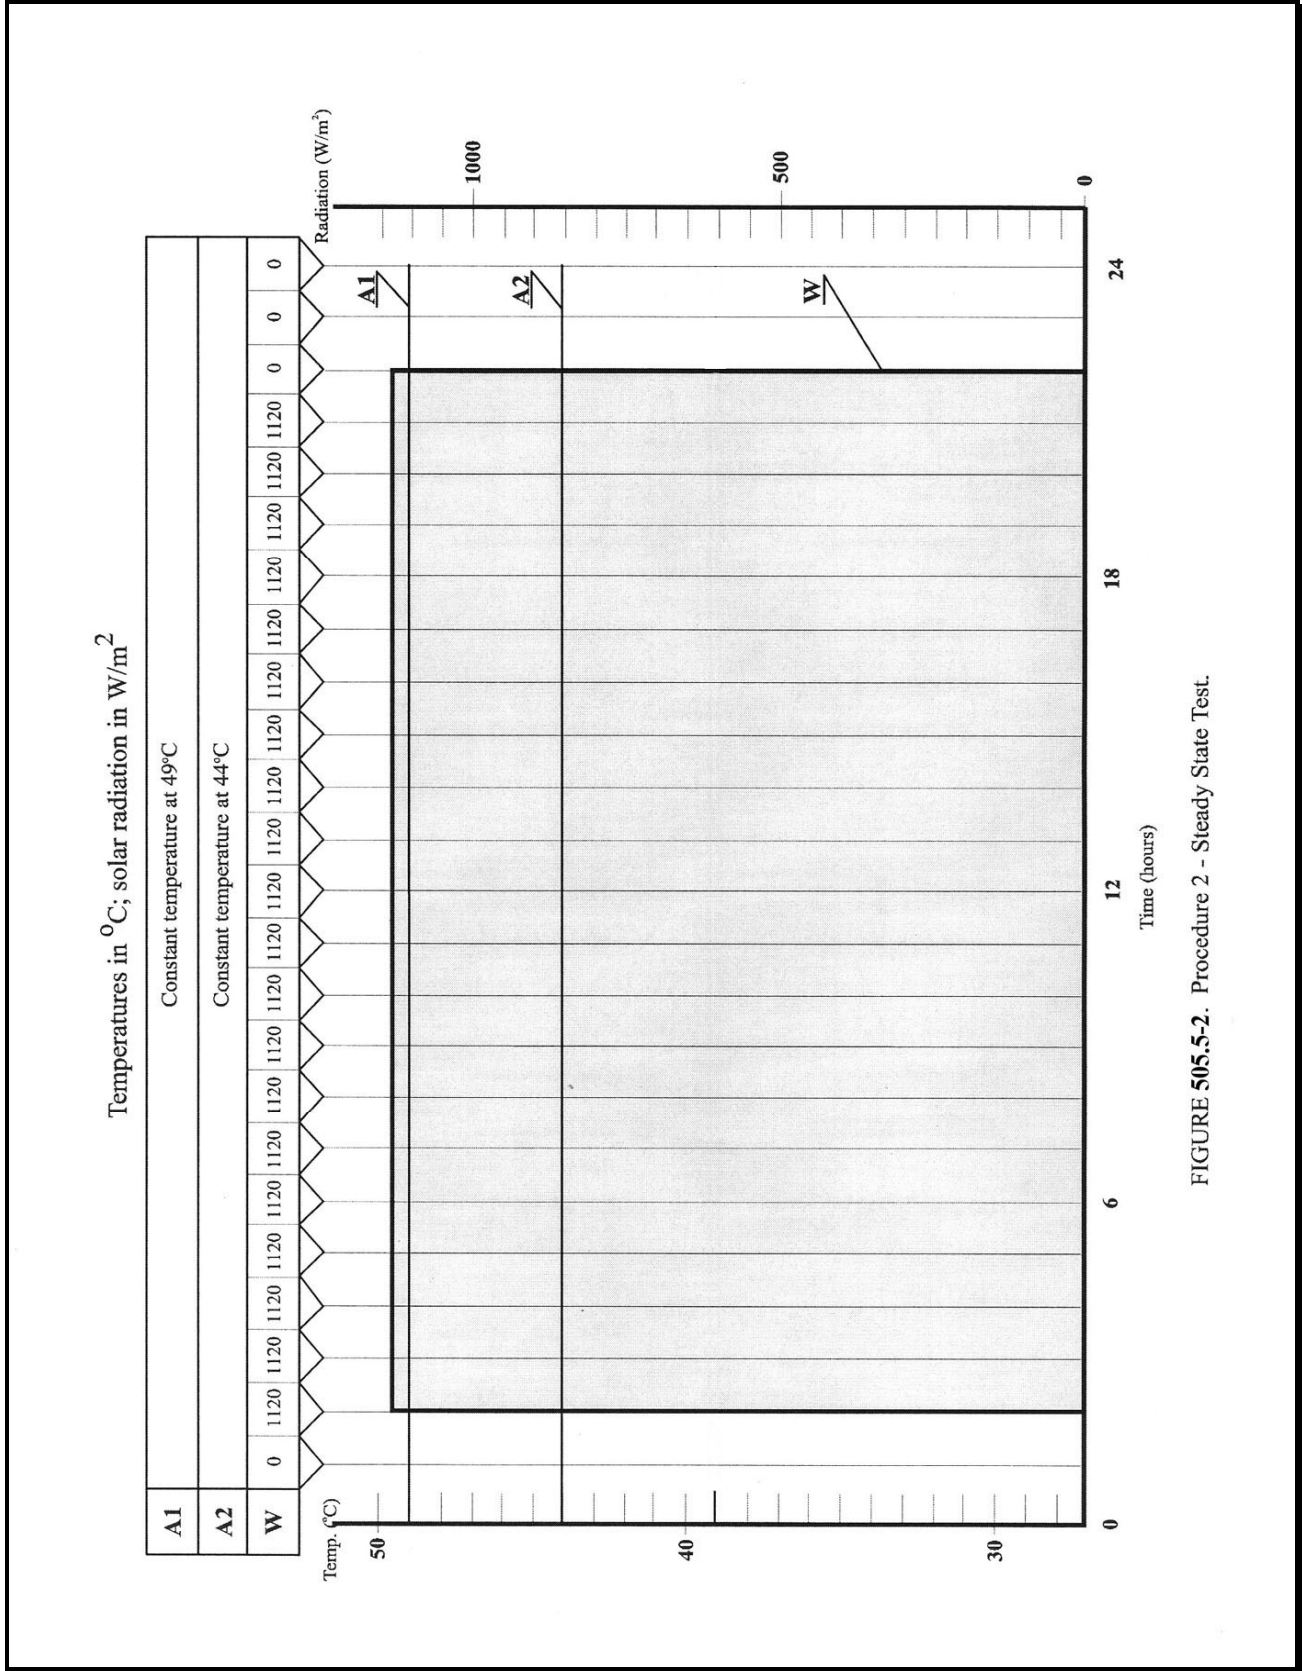 Temperatures in °C; solar radiation in W/m²
A1 Constant temperature at 49°C
A2 Constant temperature at 44°C
W 0 1120 1120 1120 1120 1120 1120 1120 1120 1120 1120 1120 1120 1120 1120 1120 1120 1120 1120 1120 1120 0 0 0
Temp. (°C)
Radiation (W/m²)
50
A1
1000
A2
40
500
W
30
0
0 6 12 18 24
Time (hours)
FIGURE 505.5-2. Procedure 2 - Steady State Test.